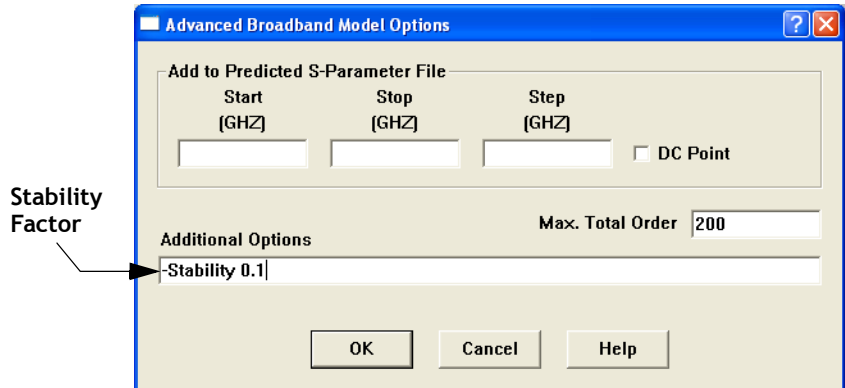 Advanced Broadband Model Options
Add to Predicted S-Parameter File
Start Stop Step
(GHZ) (GHZ) (GHZ)
DC Point
Stability
Factor
Max. Total Order 200
Additional Options
-Stability 0.1
OK Cancel Help